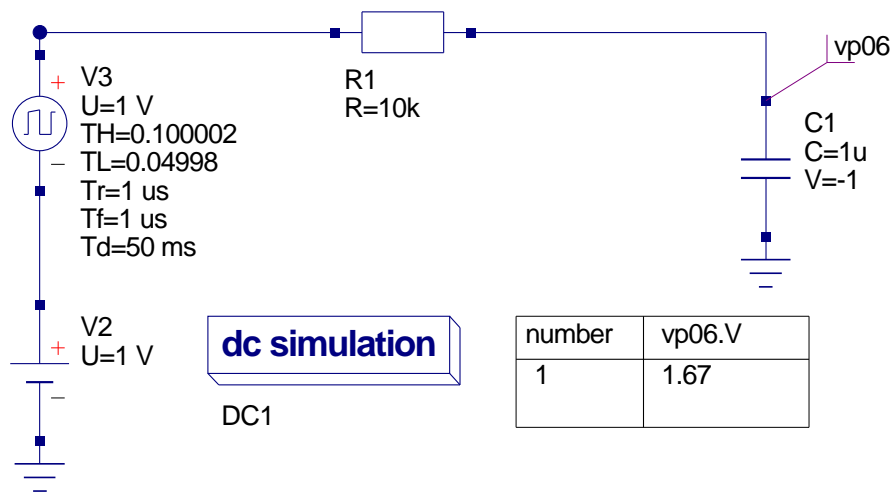 vp06
V3
U=1 V
TH=0.100002
TL=0.04998
Tr=1 us
Tf=1 us
Td=50 ms
R1
R=10k
C1
C=1u
V=-1
V2
U=1 V
dc simulation
DC1
number vp06.V
1 1.67